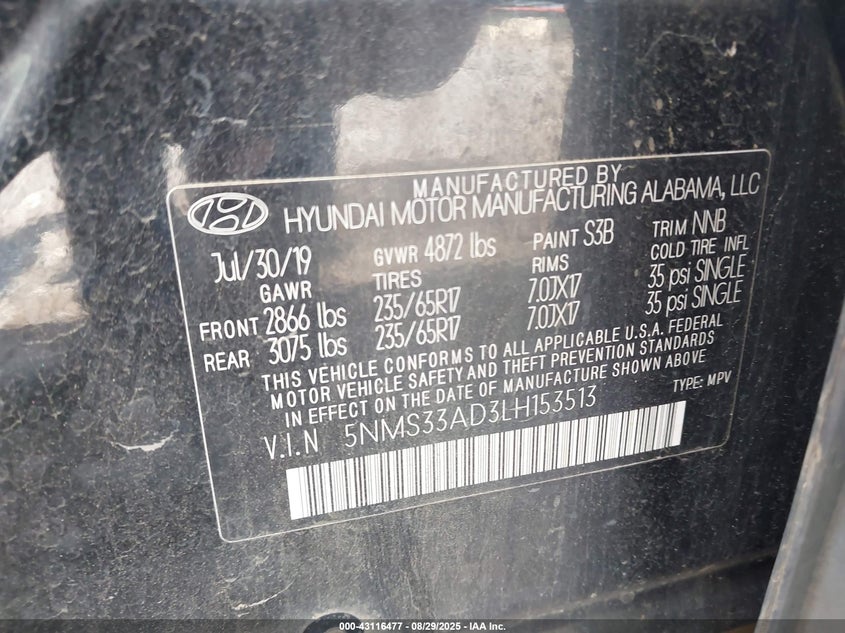 MANUFACTURED BY
HYUNDAI MOTOR MANUFACTURING ALABAMA, LLC
Jul/30/19 GVWR 4872 lbs PAINT S3B TRIM NNB
GAWR TIRES RIMS COLD TIRE INFL
FRONT 2866 lbs 235/65R17 7.0JX17 35 psi SINGLE
REAR 3075 lbs 235/65R17 7.0JX17 35 psi SINGLE
THIS VEHICLE CONFORMS TO ALL APPLICABLE U.S.A. FEDERAL
MOTOR VEHICLE SAFETY AND THEFT PREVENTION STANDARDS
IN EFFECT ON THE DATE OF MANUFACTURE SHOWN ABOVE
V.I.N 5NMS33AD3LH153513 TYPE: MPV
000-43116477 - 08/29/2025 - IAA Inc.